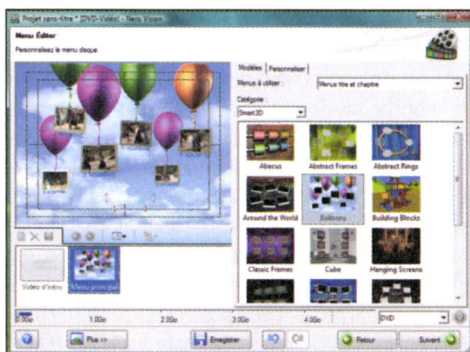 Projet sans-titre * [DVD-Vidéo] - Nero Vision
Menu Éditer
Personnalisez le menu disque.
Modèles Personnaliser
Menus à utiliser : Menus titre et chapitre
Catégorie :
Smart3D
Abacus Abstract Frames Abstract Rings
Around the World Balloons Building Blocks
Classic Frames Cube Hanging Screens
Vidéo d'intro Menu principal
0.0Go 1.0Go 2.0Go 3.0Go 4.0Go DVD
Plus >> Enregistrer Retour Suivant